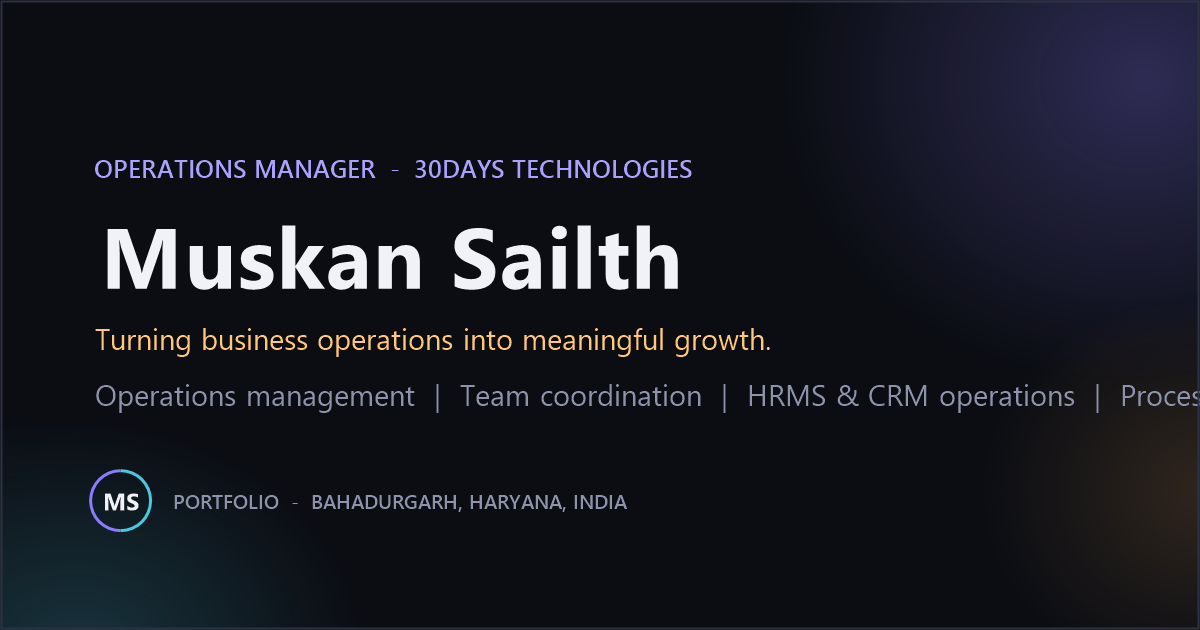 OPERATIONS MANAGER - 30DAYS TECHNOLOGIES
Muskan Sailth
Turning business operations into meaningful growth.
Operations management | Team coordination | HRMS & CRM operations | Proces
MS
PORTFOLIO - BAHADURGARH, HARYANA, INDIA